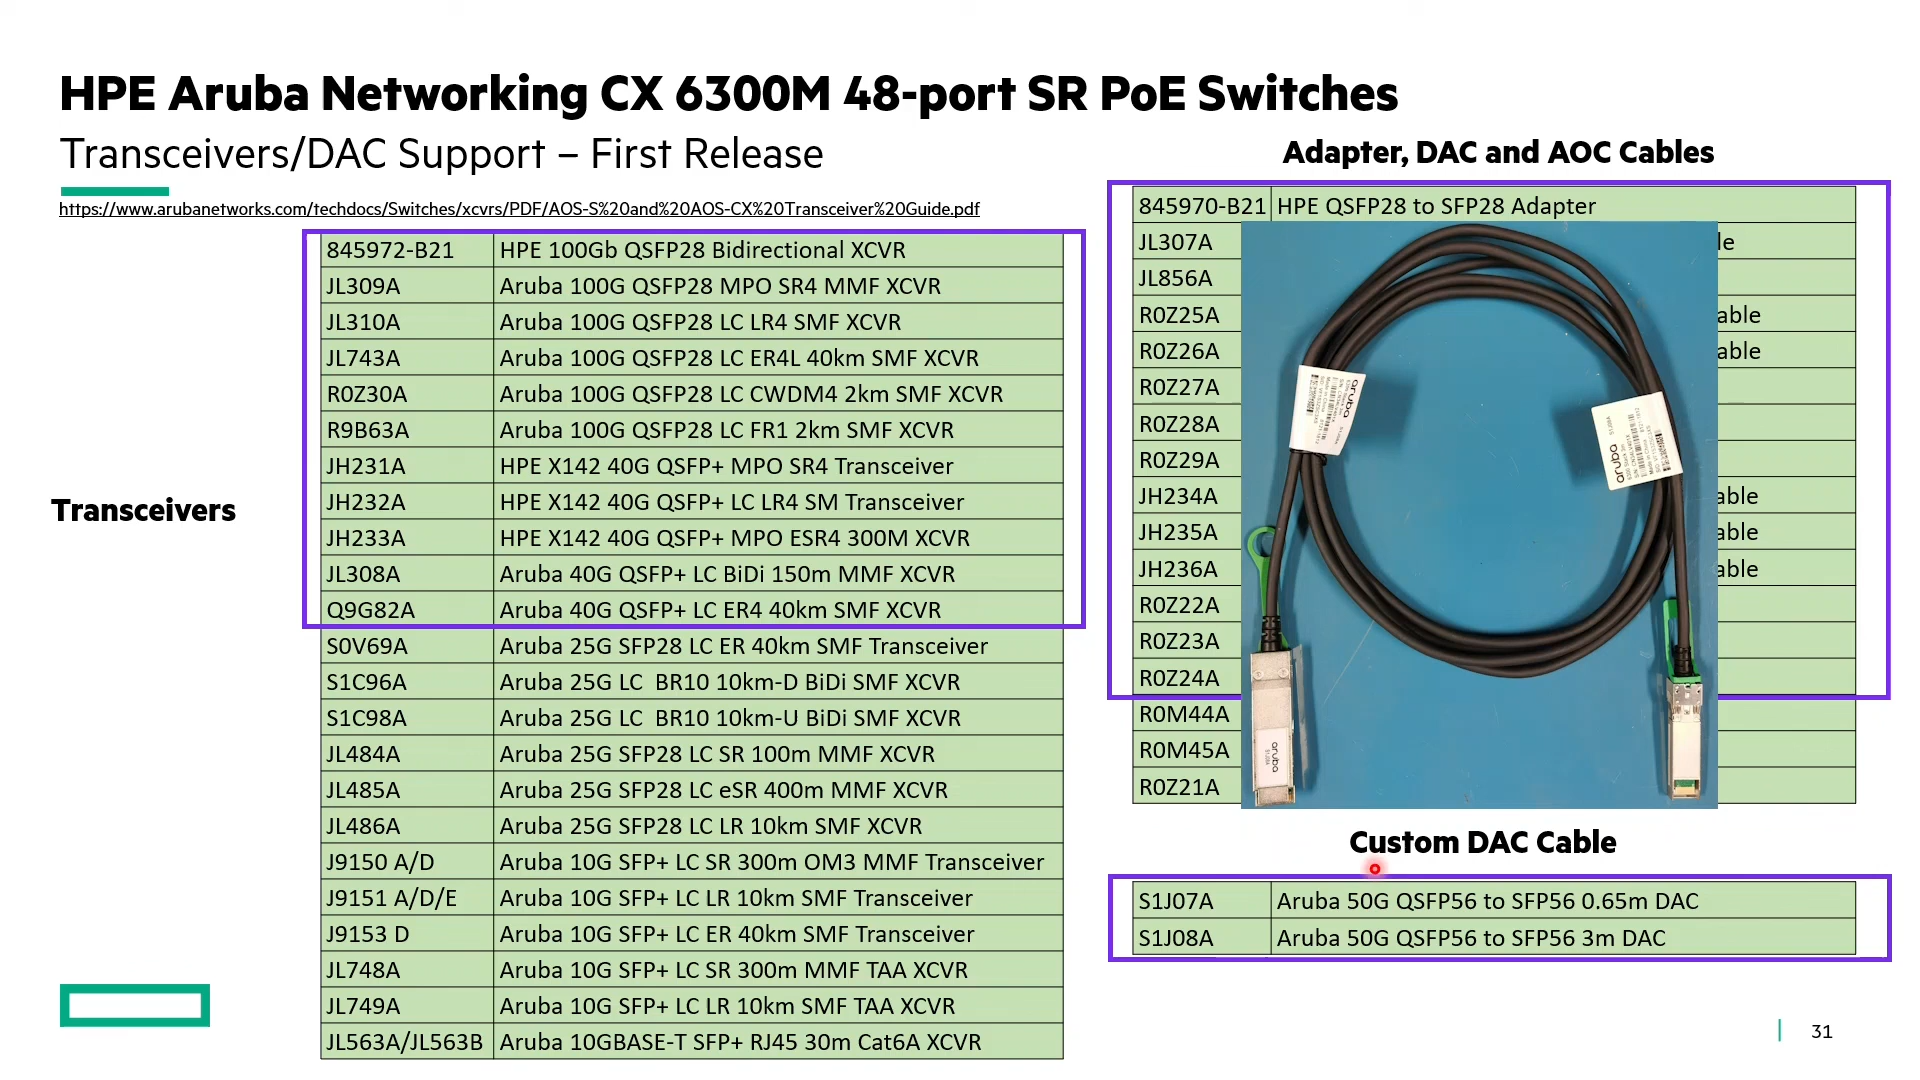 HPE Aruba Networking CX 6300M 48-port SR PoE Switches
Transceivers/DAC Support – First Release
https://www.arubanetworks.com/techdocs/Switches/xcvrs/PDF/AOS-S%20and%20AOS-CX%20Transceiver%20Guide.pdf
Transceivers
845972-B21 HPE 100Gb QSFP28 Bidirectional XCVR
JL309A Aruba 100G QSFP28 MPO SR4 MMF XCVR
JL310A Aruba 100G QSFP28 LC LR4 SMF XCVR
JL743A Aruba 100G QSFP28 LC ER4L 40km SMF XCVR
R0Z30A Aruba 100G QSFP28 LC CWDM4 2km SMF XCVR
R9B63A Aruba 100G QSFP28 LC FR1 2km SMF XCVR
JH231A HPE X142 40G QSFP+ MPO SR4 Transceiver
JH232A HPE X142 40G QSFP+ LC LR4 SM Transceiver
JH233A HPE X142 40G QSFP+ MPO ESR4 300M XCVR
JL308A Aruba 40G QSFP+ LC BiDi 150m MMF XCVR
Q9G82A Aruba 40G QSFP+ LC ER4 40km SMF XCVR
S0V69A Aruba 25G SFP28 LC ER 40km SMF Transceiver
S1C96A Aruba 25G LC BR10 10km-D BiDi SMF XCVR
S1C98A Aruba 25G LC BR10 10km-U BiDi SMF XCVR
JL484A Aruba 25G SFP28 LC SR 100m MMF XCVR
JL485A Aruba 25G SFP28 LC eSR 400m MMF XCVR
JL486A Aruba 25G SFP28 LC LR 10km SMF XCVR
J9150 A/D Aruba 10G SFP+ LC SR 300m OM3 MMF Transceiver
J9151 A/D/E Aruba 10G SFP+ LC LR 10km SMF Transceiver
J9153 D Aruba 10G SFP+ LC ER 40km SMF Transceiver
JL748A Aruba 10G SFP+ LC SR 300m MMF TAA XCVR
JL749A Aruba 10G SFP+ LC LR 10km SMF TAA XCVR
JL563A/JL563B Aruba 10GBASE-T SFP+ RJ45 30m Cat6A XCVR
Adapter, DAC and AOC Cables
845970-B21 HPE QSFP28 to SFP28 Adapter
JL307A le
JL856A
R0Z25A able
R0Z26A able
R0Z27A
R0Z28A
R0Z29A
JH234A able
JH235A able
JH236A able
R0Z22A
R0Z23A
R0Z24A
R0M44A
R0M45A
R0Z21A
aruba
aruba
aruba
Custom DAC Cable
S1J07A Aruba 50G QSFP56 to SFP56 0.65m DAC
S1J08A Aruba 50G QSFP56 to SFP56 3m DAC
31